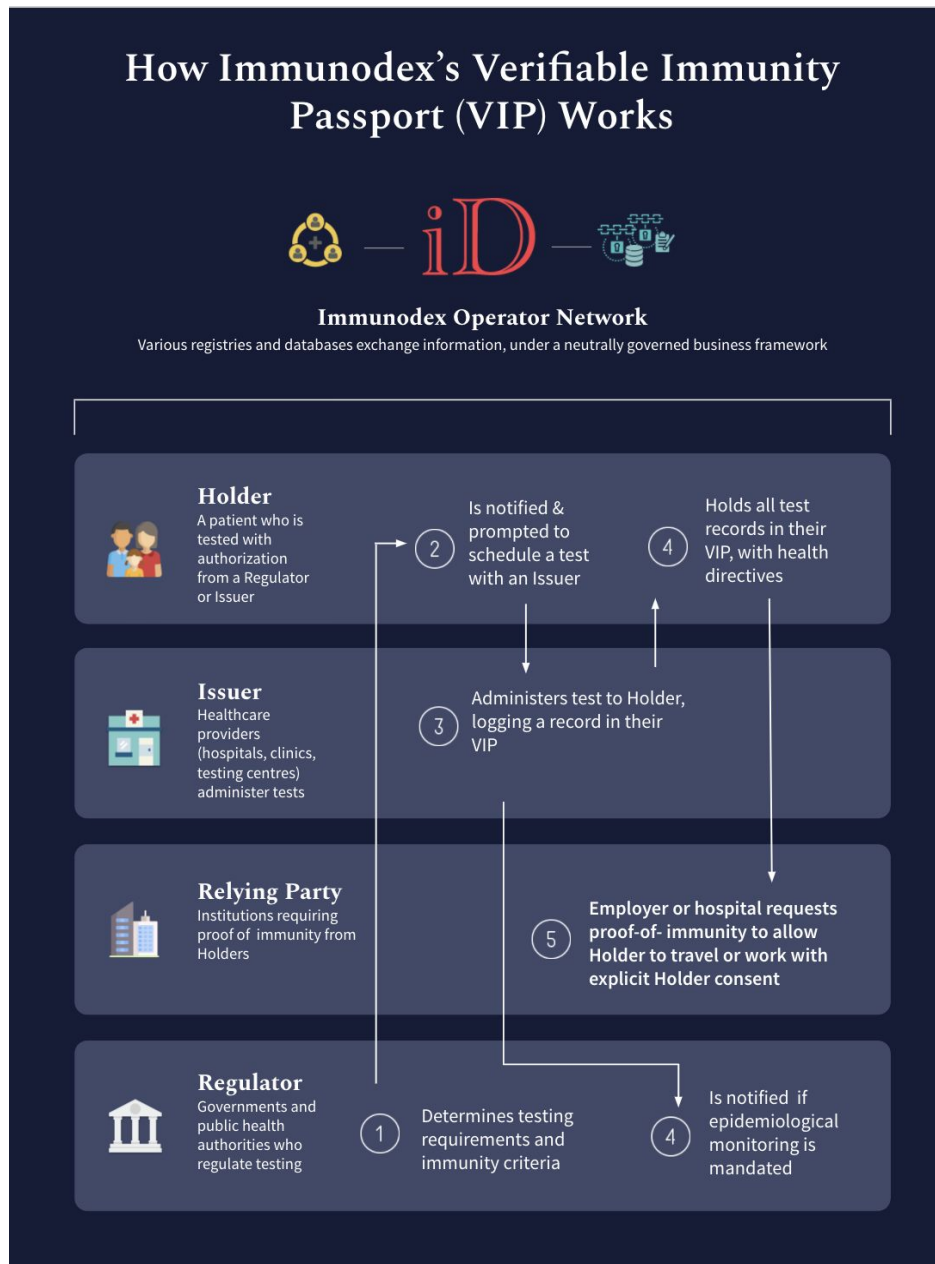 How Immunodex’s Verifiable Immunity
Passport (VIP) Works
iD
Immunodex Operator Network
Various registries and databases exchange information, under a neutrally governed business framework
Holder
A patient who is
tested with
authorization
from a Regulator
or Issuer
2
Is notified &
prompted to
schedule a test
with an Issuer
4
Holds all test
records in their
VIP, with health
directives
Issuer
Healthcare
providers
(hospitals, clinics,
testing centres)
administer tests
3
Administers test to Holder,
logging a record in their
VIP
Relying Party
Institutions requiring
proof of immunity from
Holders
5
Employer or hospital requests
proof-of- immunity to allow
Holder to travel or work with
explicit Holder consent
Regulator
Governments and
public health
authorities who
regulate testing
1
Determines testing
requirements and
immunity criteria
4
Is notified if
epidemiological
monitoring is
mandated